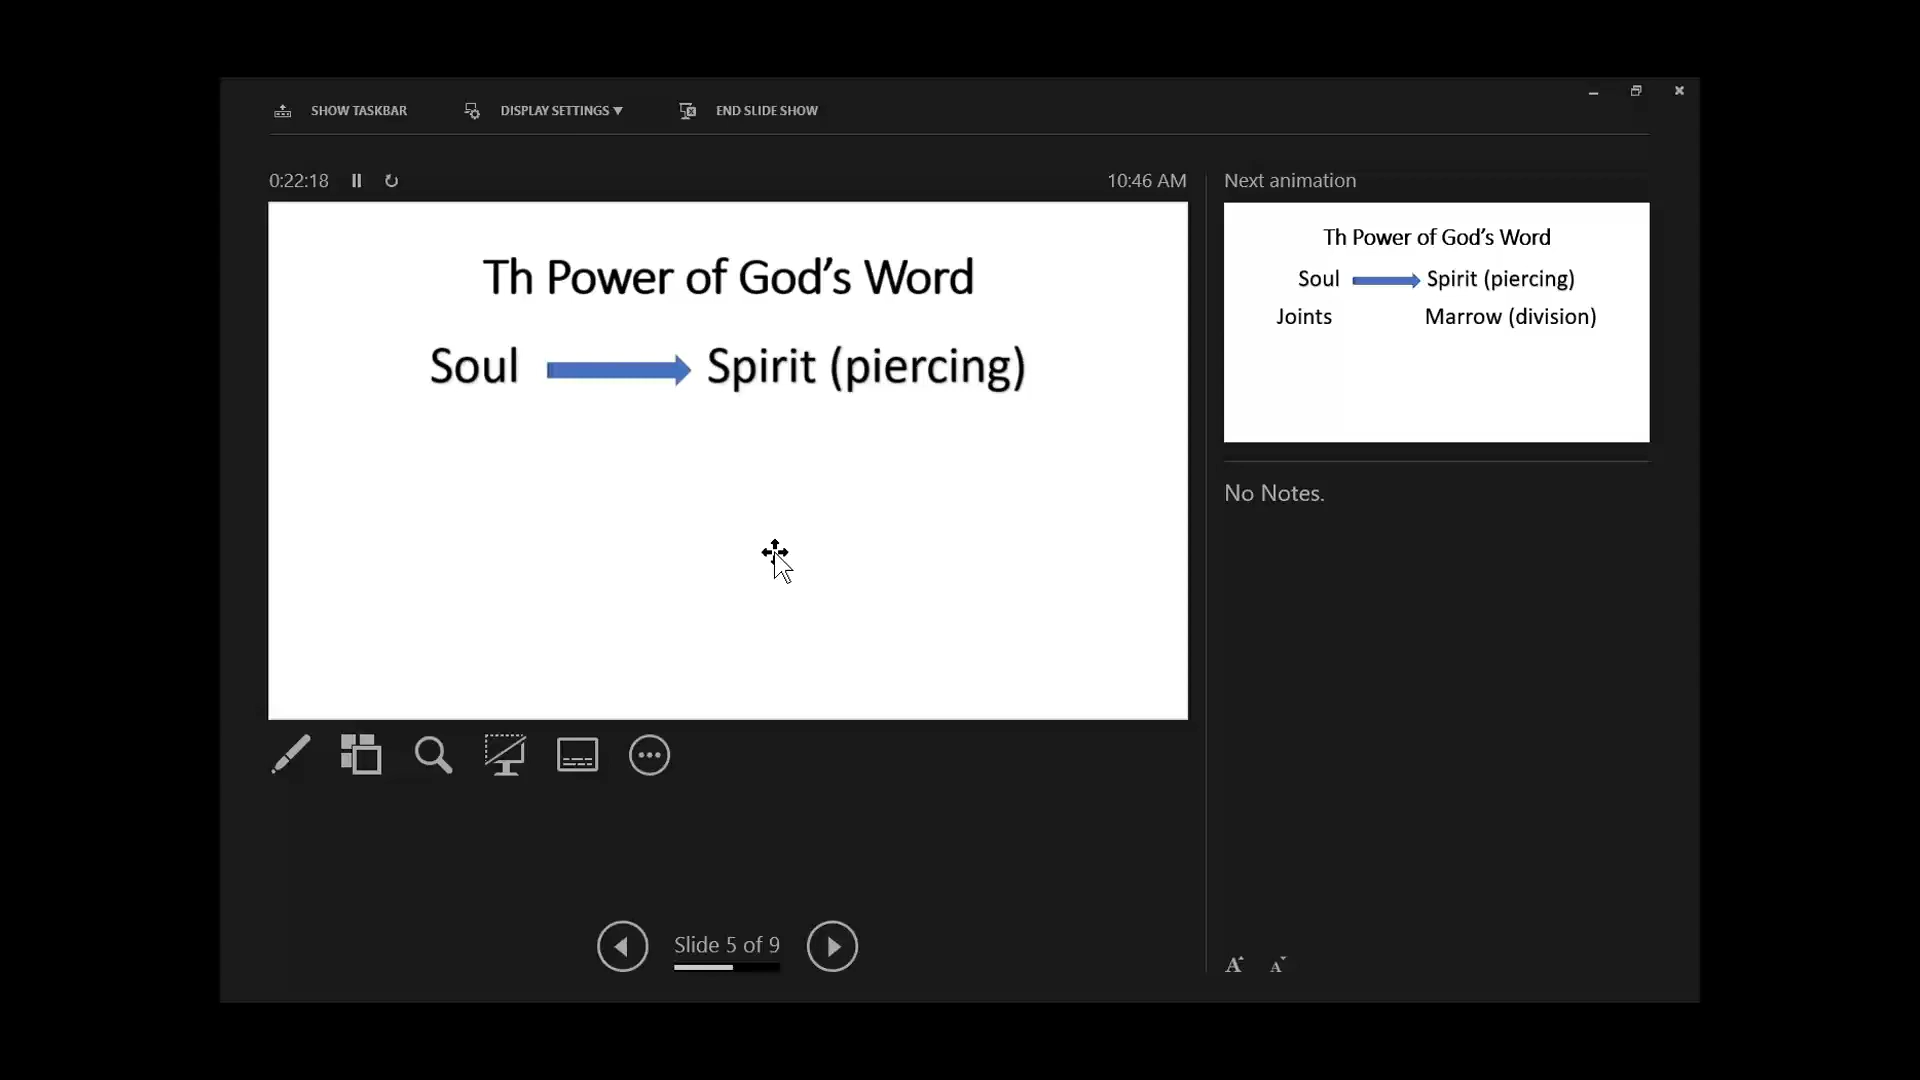 SHOW TASKBAR DISPLAY SETTINGS ▼ END SLIDE SHOW
0:22:18 10:46 AM
Th Power of God’s Word
Soul Spirit (piercing)
Next animation
Th Power of God’s Word
Soul Spirit (piercing)
Joints Marrow (division)
No Notes.
Slide 5 of 9
A A